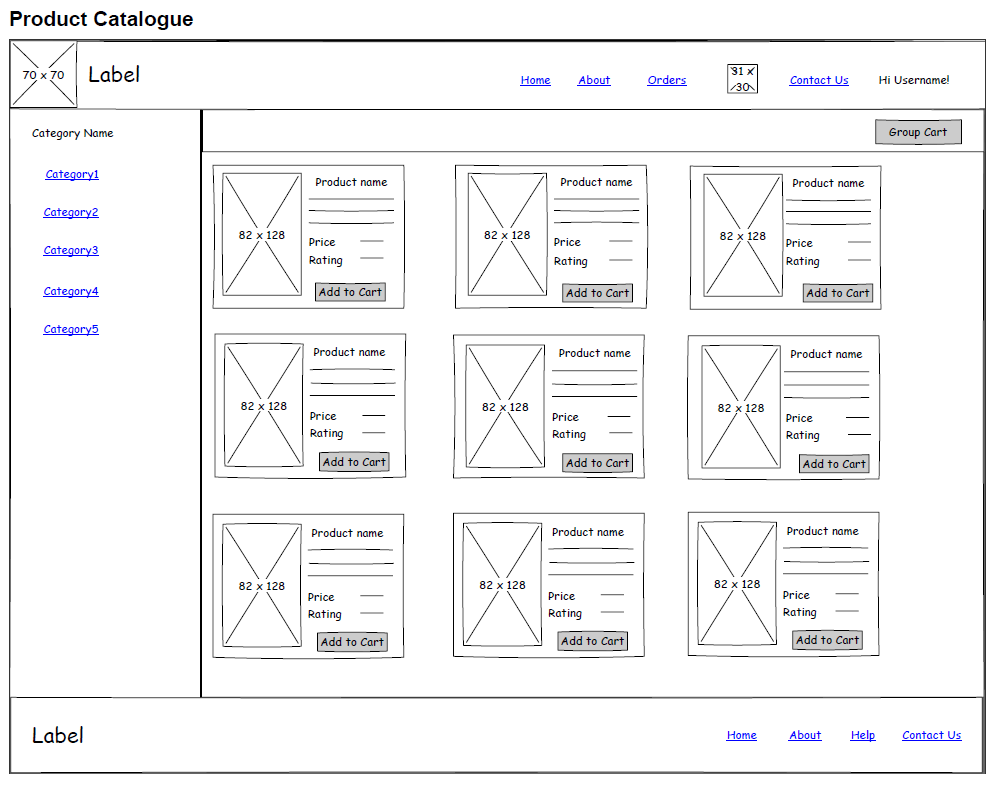 Product Catalogue
70 x 70
Label
Home About Orders 31 x 30 Contact Us Hi Username!
Category Name
Group Cart
Category1
Category2
Category3
Category4
Category5
82 x 128
Product name
Price
Rating
Add to Cart
82 x 128
Product name
Price
Rating
Add to Cart
82 x 128
Product name
Price
Rating
Add to Cart
82 x 128
Product name
Price
Rating
Add to Cart
82 x 128
Product name
Price
Rating
Add to Cart
82 x 128
Product name
Price
Rating
Add to Cart
82 x 128
Product name
Price
Rating
Add to Cart
82 x 128
Product name
Price
Rating
Add to Cart
82 x 128
Product name
Price
Rating
Add to Cart
Label
Home About Help Contact Us